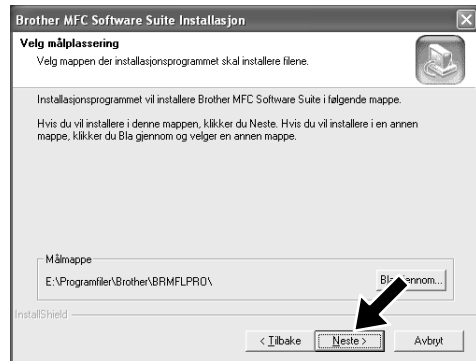 Brother MFC Software Suite Installasjon
Velg målplassering
Velg mappen der installasjonsprogrammet skal installere filene.
Installasjonsprogrammet vil installere Brother MFC Software Suite i følgende mappe.
Hvis du vil installere i denne mappen, klikker du Neste. Hvis du vil installere i en annen
mappe, klikker du Bla gjennom og velger en annen mappe.
Målmappe
E:\Programfiler\Brother\BRMFLPRO\
Bla gjennom...
InstallShield
< Tilbake
Neste >
Avbryt